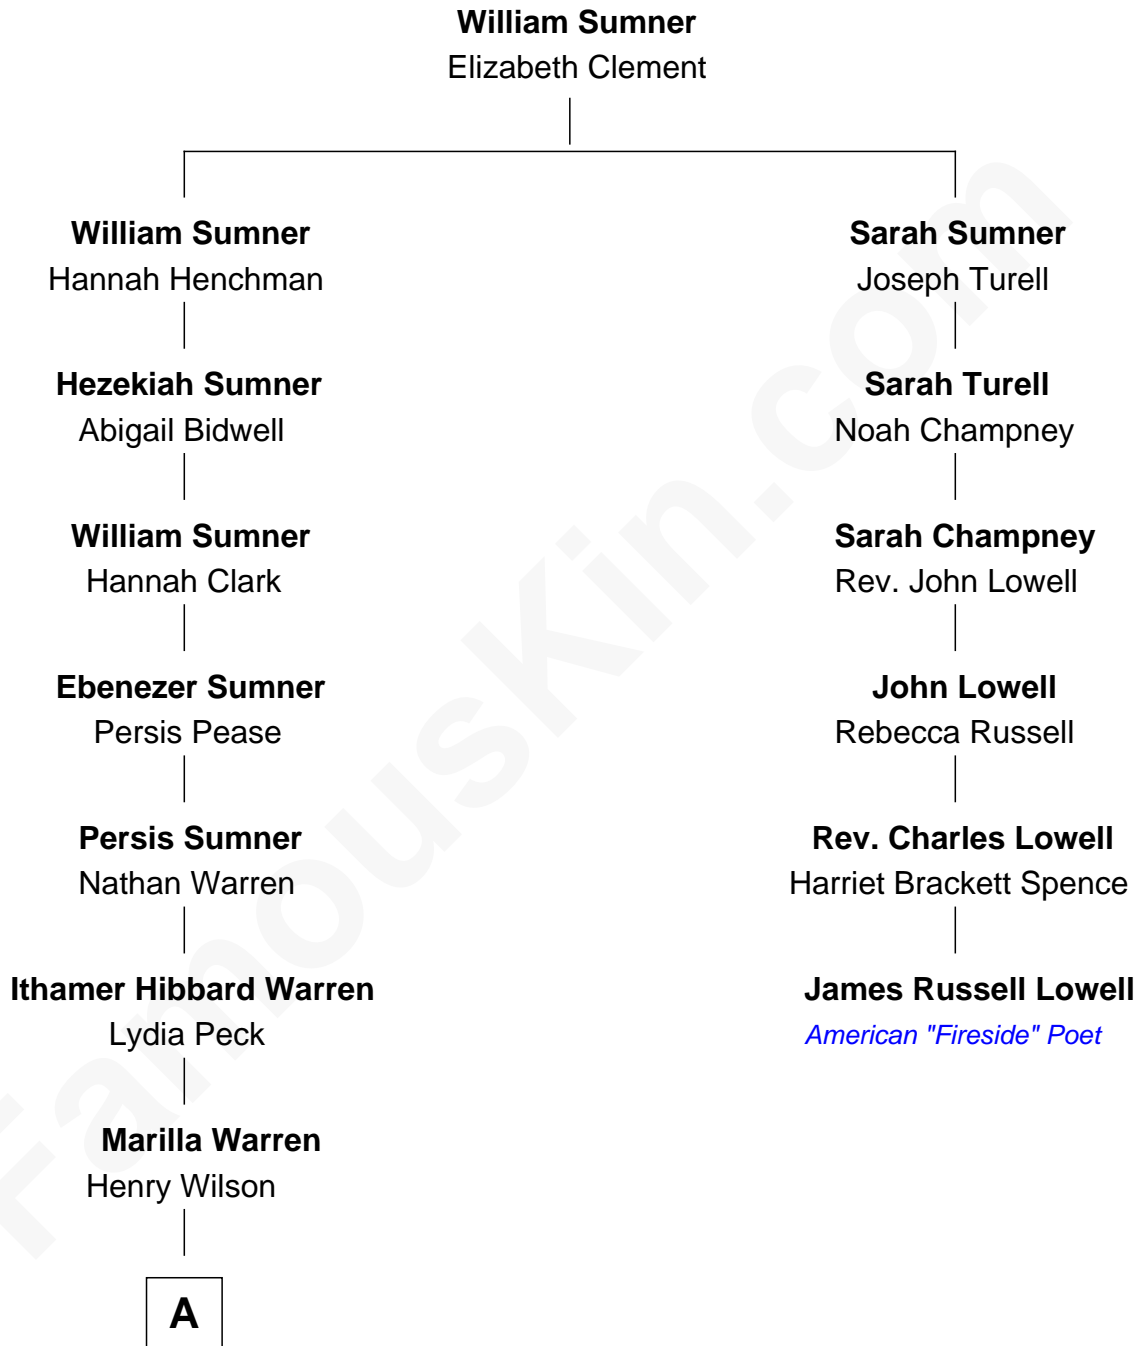 William Sumner
Elizabeth Clement
William Sumner
Hannah Henchman
Hezekiah Sumner
Abigail Bidwell
William Sumner
Hannah Clark
Ebenezer Sumner
Persis Pease
Persis Sumner
Nathan Warren
Ithamer Hibbard Warren
Lydia Peck
Marilla Warren
Henry Wilson
A
Sarah Sumner
Joseph Turell
Sarah Turell
Noah Champney
Sarah Champney
Rev. John Lowell
John Lowell
Rebecca Russell
Rev. Charles Lowell
Harriet Brackett Spence
James Russell Lowell
American "Fireside" Poet
FamousKin.com